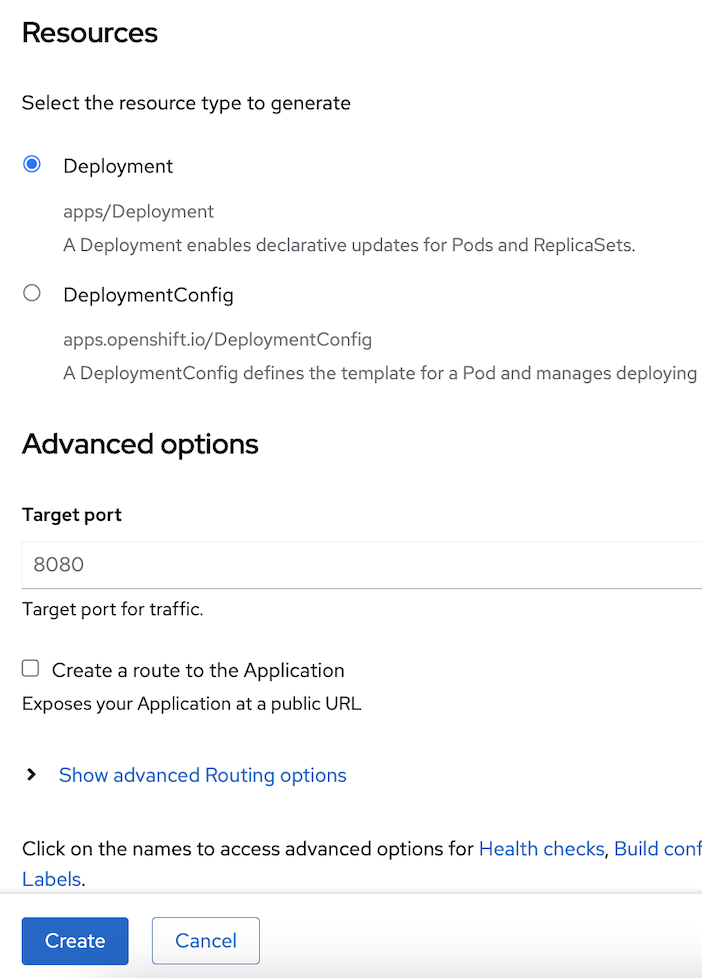 Resources
Select the resource type to generate
Deployment
apps/Deployment
A Deployment enables declarative updates for Pods and ReplicaSets.
DeploymentConfig
apps.openshift.io/DeploymentConfig
A DeploymentConfig defines the template for a Pod and manages deploying
Advanced options
Target port
8080
Target port for traffic.
Create a route to the Application
Exposes your Application at a public URL
Show advanced Routing options
Click on the names to access advanced options for Health checks, Build conf
Labels.
Create Cancel